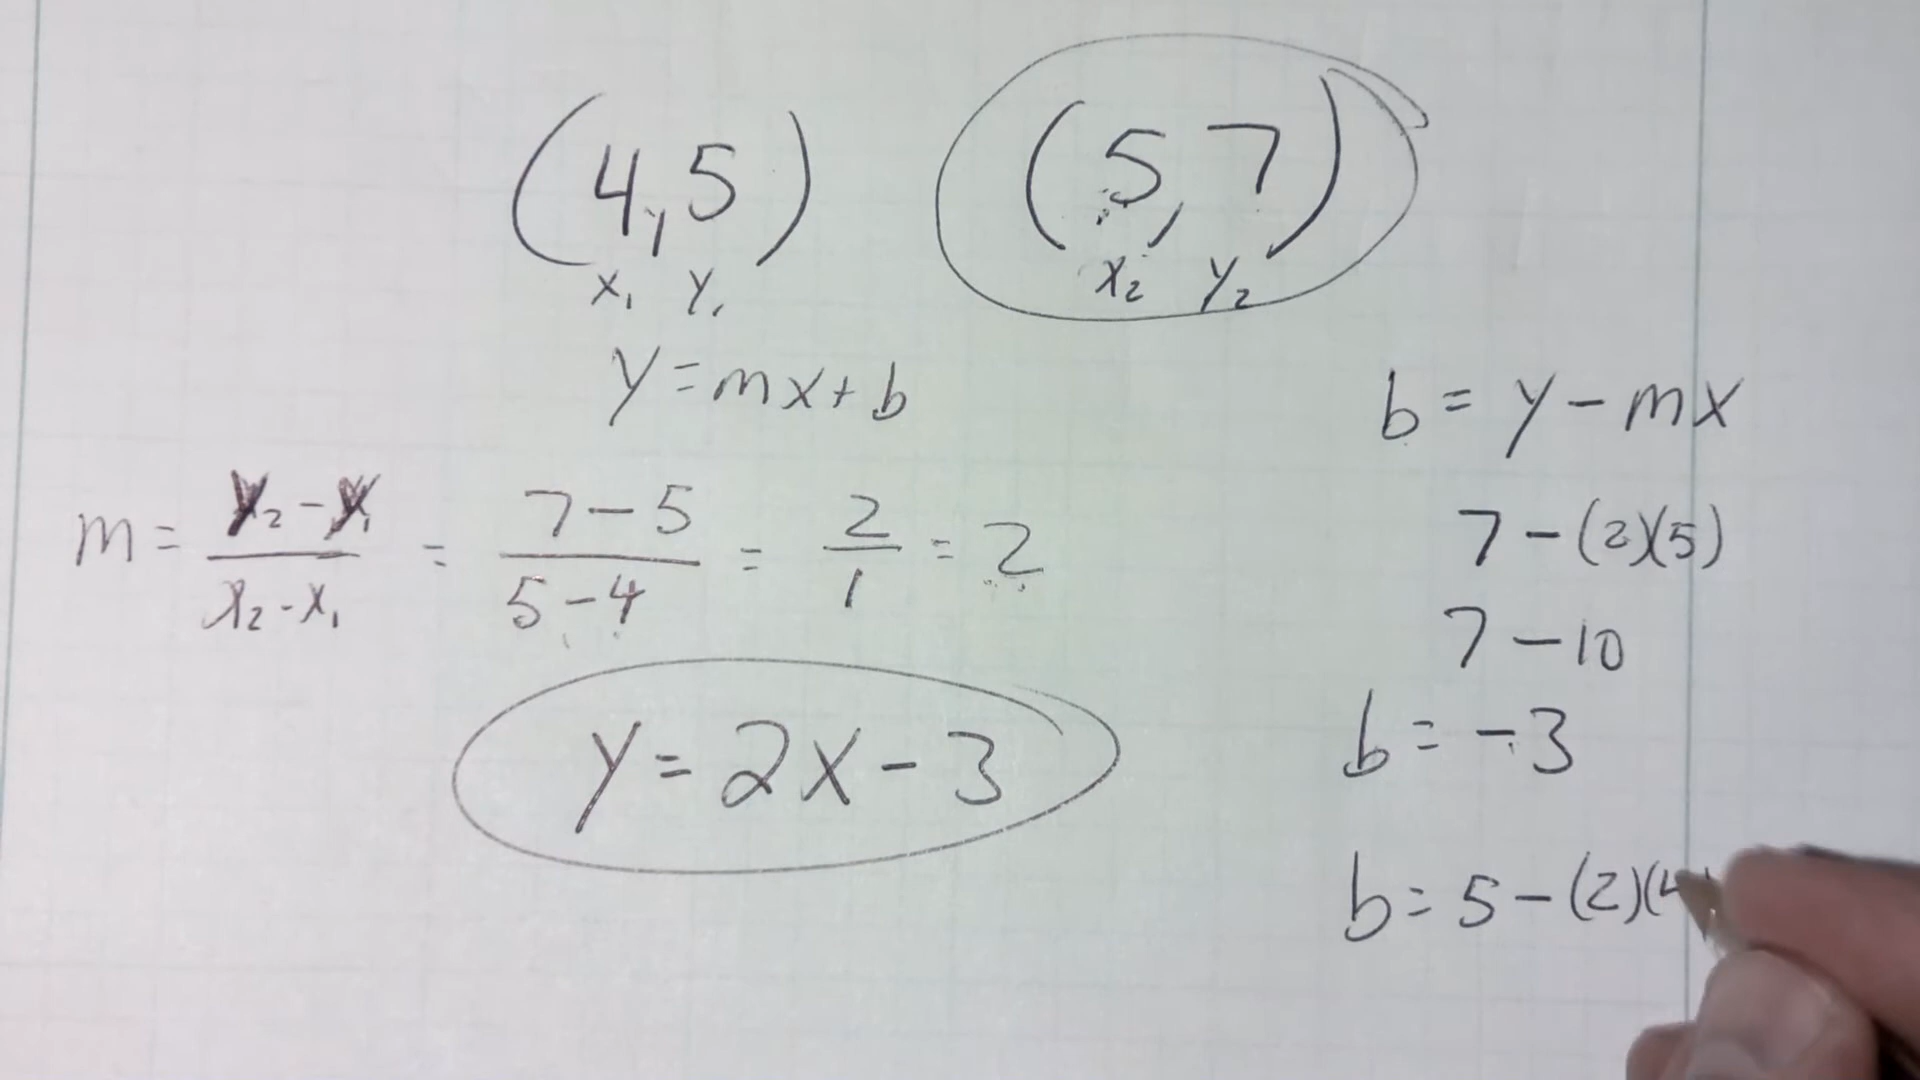 (4,5) (5,7)
x₁ y₁ x₂ y₂
y = mx + b
m = y₂ - y₁ / x₂ - x₁ = 7 - 5 / 5 - 4 = 2/1 = 2
y = 2x - 3
b = y - mx
7 - (2)(5)
7 - 10
b = -3
b = 5 - (2)(4